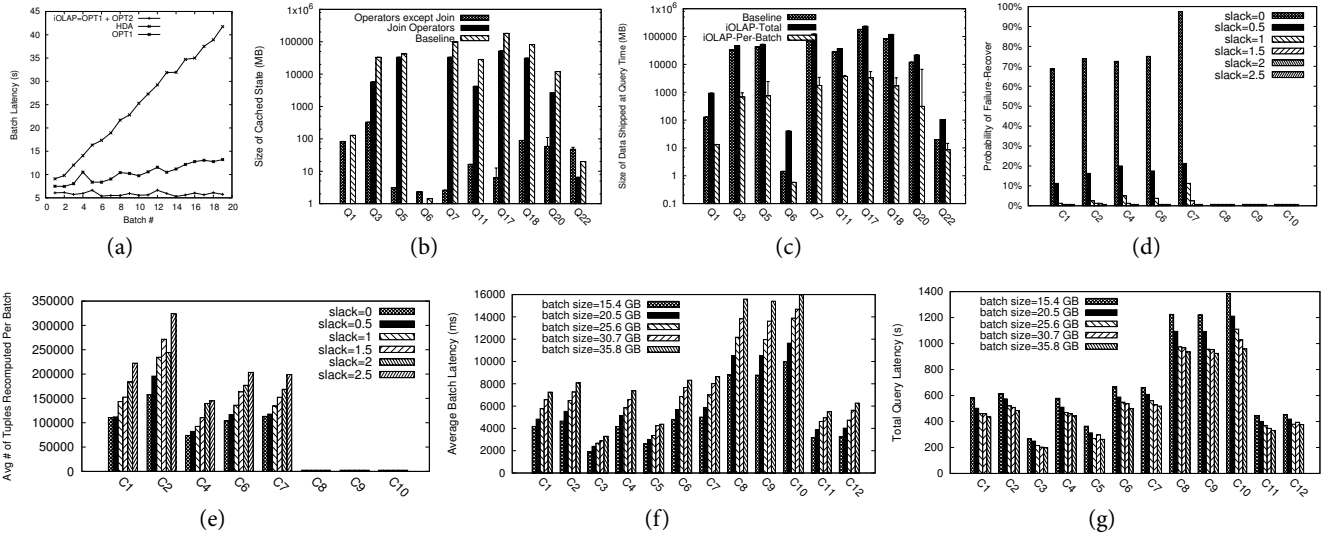 iOLAP=OPT1 + OPT2
HDA
OPT1
Batch Latency (s)
45
40
35
30
25
20
15
10
5
0 2 4 6 8 10 12 14 16 18 20
Batch #
(a)
Operators except Join
Join Operators
Baseline
Size of Cached State (MB)
1x10^6
100000
10000
1000
100
10
1
Q1 Q3 Q5 Q6 Q7 Q11 Q17 Q18 Q20 Q22
(b)
Baseline
iOLAP-Total
iOLAP-Per-Batch
Size of Data Shipped at Query Time (MB)
1x10^6
100000
10000
1000
100
10
1
0.1
Q1 Q3 Q5 Q6 Q7 Q11 Q17 Q18 Q20 Q22
(c)
slack=0
slack=0.5
slack=1
slack=1.5
slack=2
slack=2.5
Probability of Failure-Recover
100%
90%
80%
70%
60%
50%
40%
30%
20%
10%
0%
C1 C2 C4 C6 C7 C8 C9 C10
(d)
slack=0
slack=0.5
slack=1
slack=1.5
slack=2
slack=2.5
Avg # of Tuples Recomputed Per Batch
350000
300000
250000
200000
150000
100000
50000
0
C1 C2 C4 C6 C7 C8 C9 C10
(e)
batch size=15.4 GB
batch size=20.5 GB
batch size=25.6 GB
batch size=30.7 GB
batch size=35.8 GB
Average Batch Latency (ms)
16000
14000
12000
10000
8000
6000
4000
2000
0
C1 C2 C3 C4 C5 C6 C7 C8 C9 C10 C11 C12
(f)
batch size=15.4 GB
batch size=20.5 GB
batch size=25.6 GB
batch size=30.7 GB
batch size=35.8 GB
Total Query Latency (s)
1400
1200
1000
800
600
400
200
0
C1 C2 C3 C4 C5 C6 C7 C8 C9 C10 C11 C12
(g)